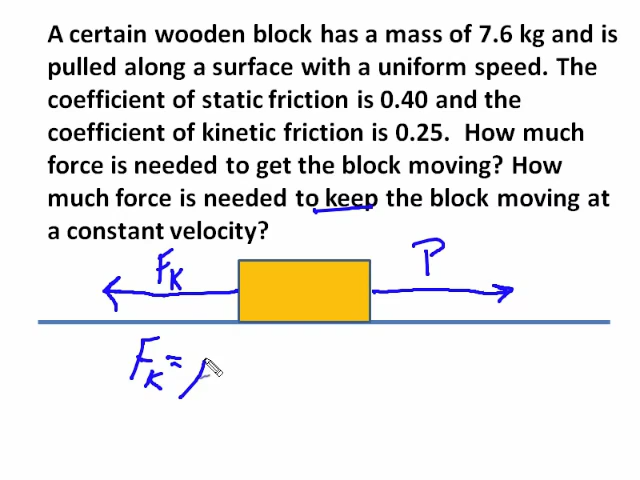 A certain wooden block has a mass of 7.6 kg and is
pulled along a surface with a uniform speed. The
coefficient of static friction is 0.40 and the
coefficient of kinetic friction is 0.25. How much
force is needed to get the block moving? How
much force is needed to keep the block moving at
a constant velocity?
FK P
FK =